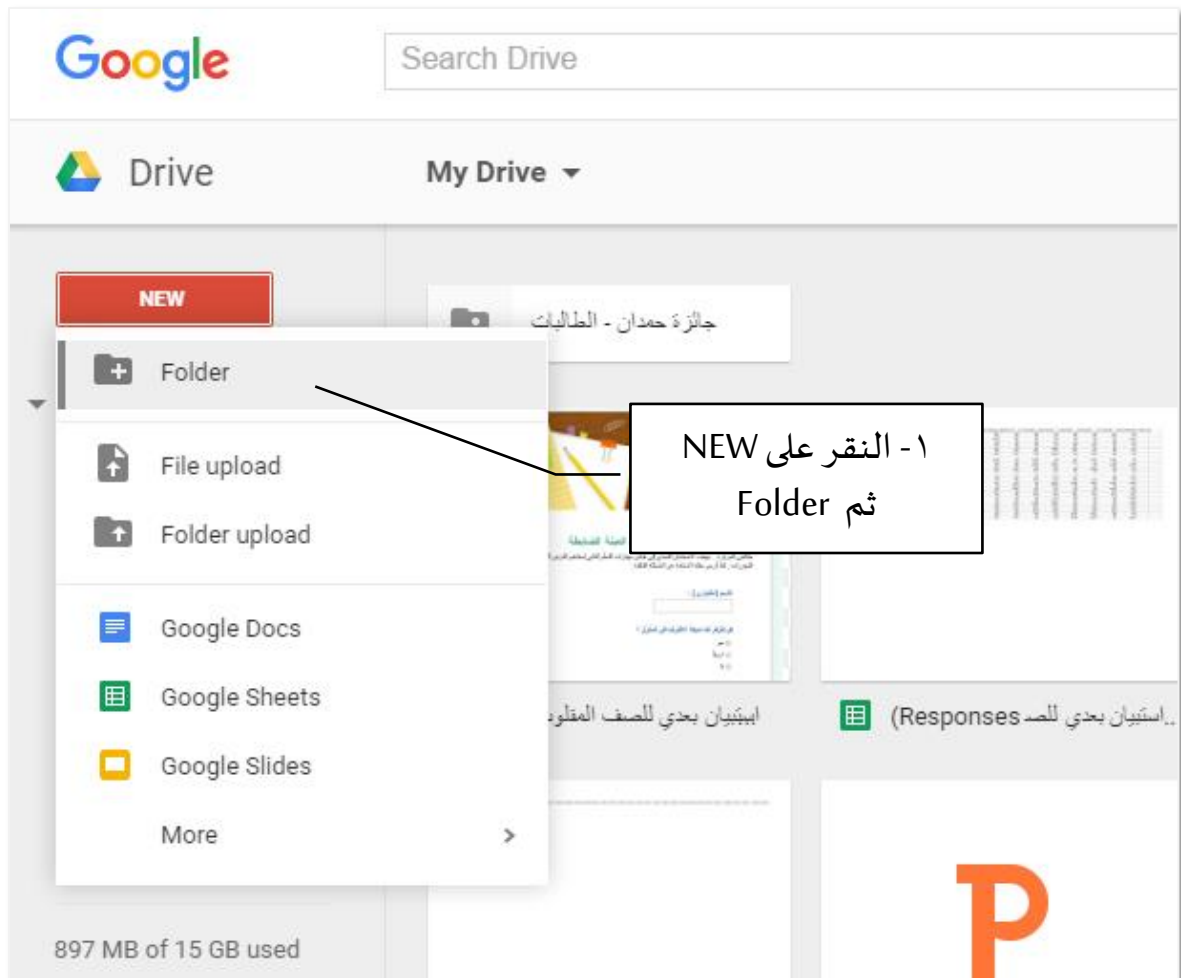 Google
Search Drive
Drive
My Drive
NEW
جائزة حمدان - الطالبات
Folder
١- النقر على NEW
ثم Folder
File upload
Folder upload
Google Docs
Google Sheets
بعدي للصف
استبيان بعدي للصـ Responses)
Google Slides
More
897 MB of 15 GB used
P